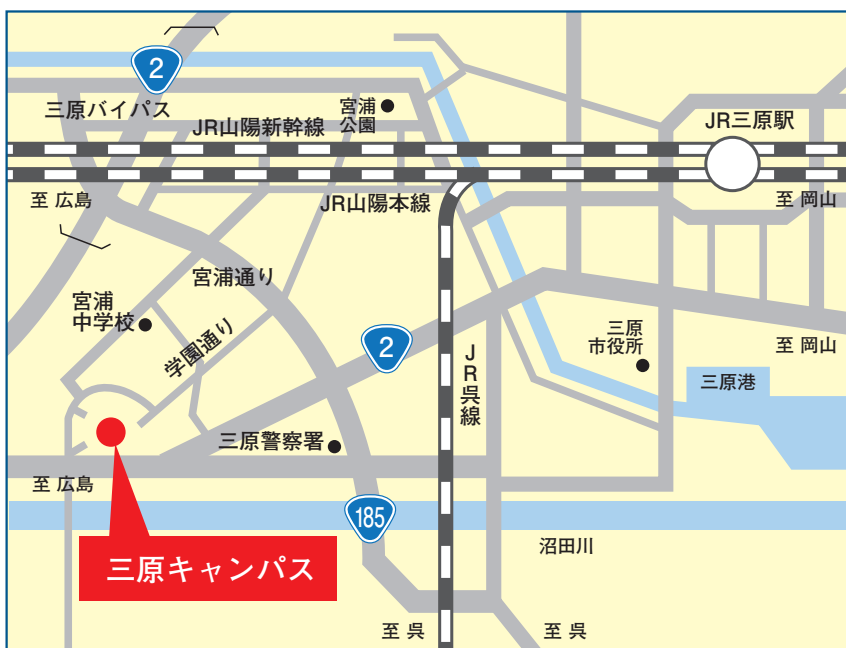 2
三原バイパス
宮浦
公園
JR山陽新幹線
JR三原駅
至 広島
JR山陽本線
至 岡山
宮浦通り
宮浦
中学校
学園通り
2
JR呉線
三原
市役所
至 岡山
三原港
三原警察署
至 広島
185
三原キャンパス
沼田川
至 呉
至 呉